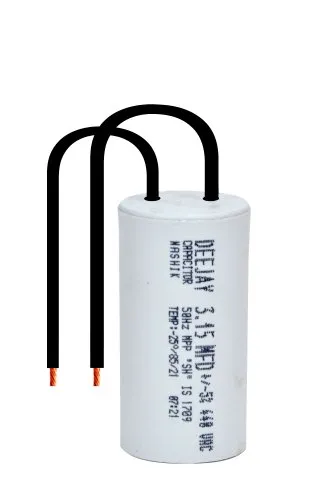 DEEJAY 3.15 MFD +/-5% 440 VAC
CAPACITOR 50Hz MPP "SH" IS 1709
NASHIK TEMP:-25°/85/21 07:21